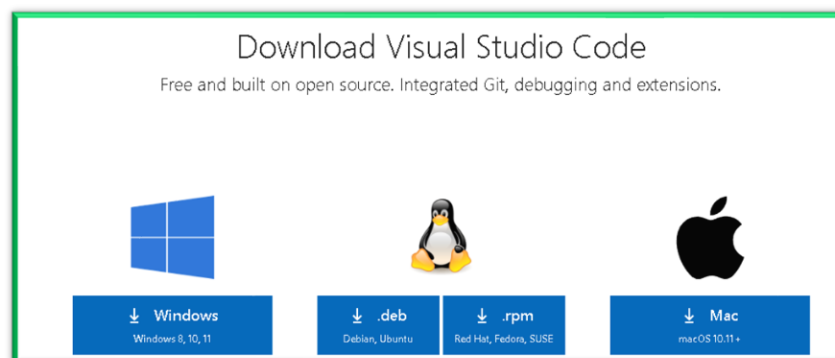 Download Visual Studio Code
Free and built on open source. Integrated Git, debugging and extensions.
Windows
Windows 8, 10, 11
.deb
Debian, Ubuntu
.rpm
Red Hat, Fedora, SUSE
Mac
macOS 10.11+